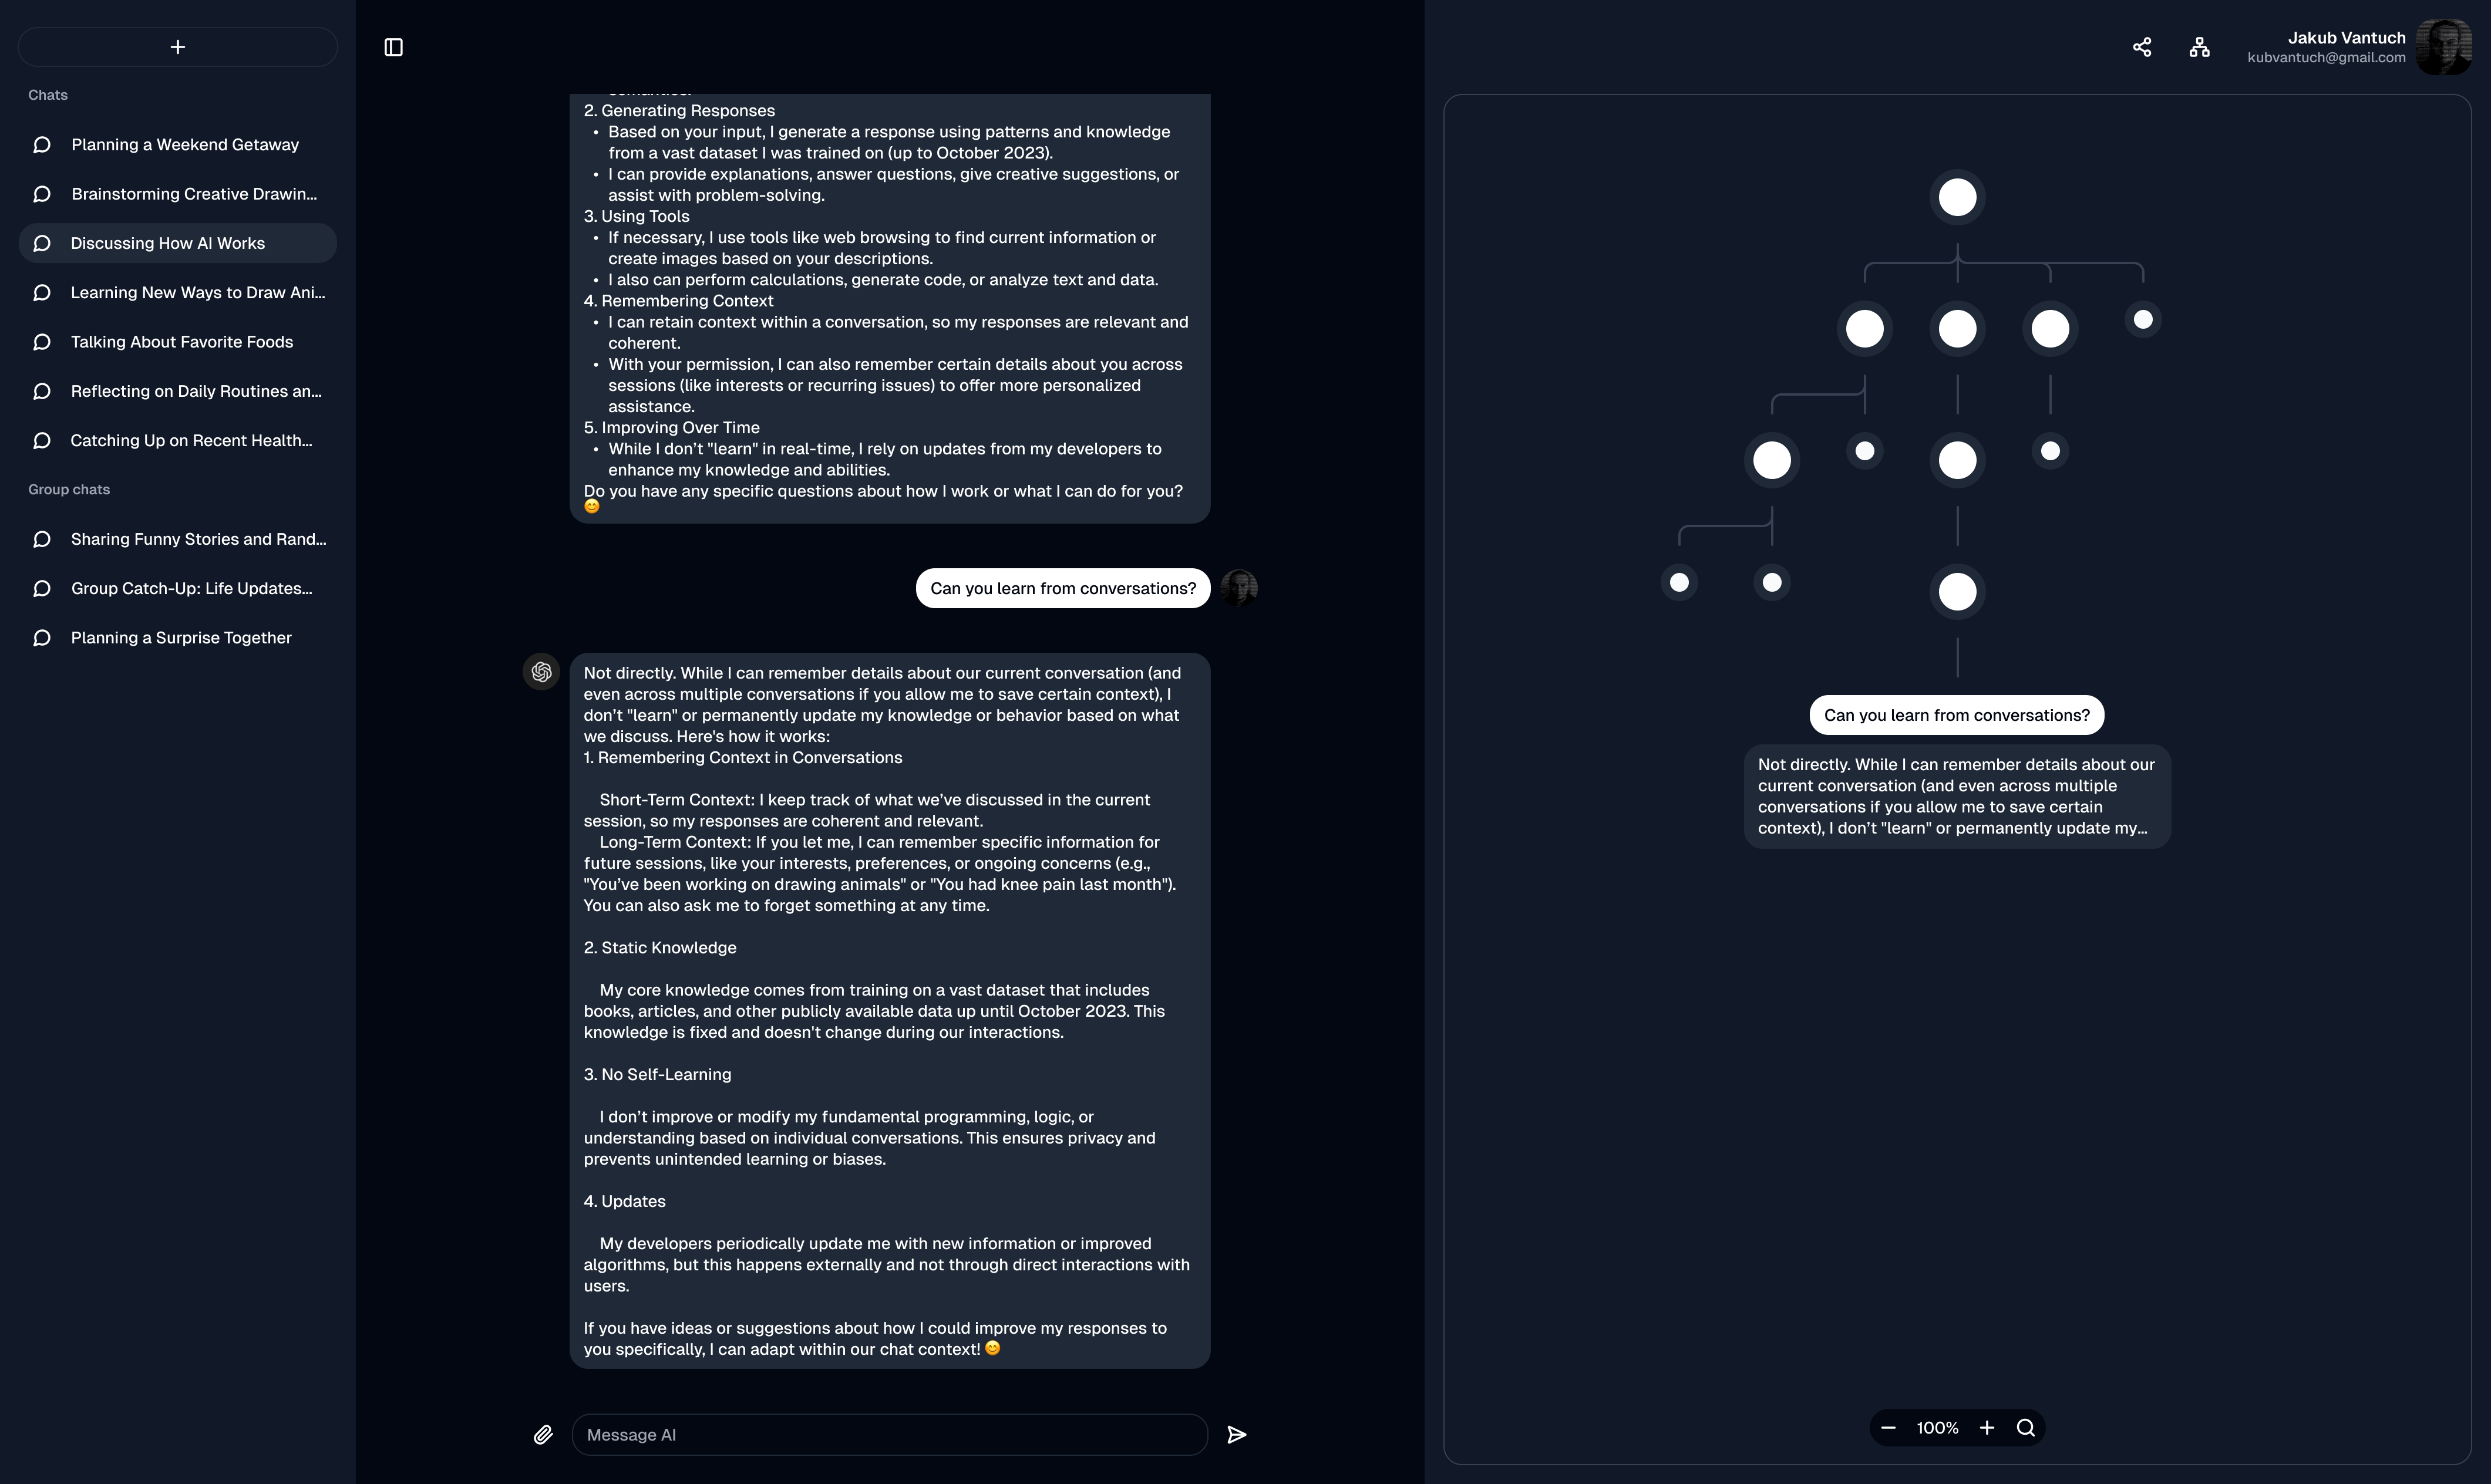 Chats
Planning a Weekend Getaway
Brainstorming Creative Drawin...
Discussing How AI Works
Learning New Ways to Draw Ani...
Talking About Favorite Foods
Reflecting on Daily Routines an...
Catching Up on Recent Health...
Group chats
Sharing Funny Stories and Rand...
Group Catch-Up: Life Updates...
Planning a Surprise Together
semantics.
2. Generating Responses
• Based on your input, I generate a response using patterns and knowledge
from a vast dataset I was trained on (up to October 2023).
• I can provide explanations, answer questions, give creative suggestions, or
assist with problem-solving.
3. Using Tools
• If necessary, I use tools like web browsing to find current information or
create images based on your descriptions.
• I also can perform calculations, generate code, or analyze text and data.
4. Remembering Context
• I can retain context within a conversation, so my responses are relevant and
coherent.
• With your permission, I can also remember certain details about you across
sessions (like interests or recurring issues) to offer more personalized
assistance.
5. Improving Over Time
• While I don’t "learn" in real-time, I rely on updates from my developers to
enhance my knowledge and abilities.
Do you have any specific questions about how I work or what I can do for you?
😊
Can you learn from conversations?
Not directly. While I can remember details about our current conversation (and
even across multiple conversations if you allow me to save certain context), I
don’t "learn" or permanently update my knowledge or behavior based on what
we discuss. Here's how it works:
1. Remembering Context in Conversations
Short-Term Context: I keep track of what we’ve discussed in the current
session, so my responses are coherent and relevant.
Long-Term Context: If you let me, I can remember specific information for
future sessions, like your interests, preferences, or ongoing concerns (e.g.,
"You’ve been working on drawing animals" or "You had knee pain last month").
You can also ask me to forget something at any time.
2. Static Knowledge
My core knowledge comes from training on a vast dataset that includes
books, articles, and other publicly available data up until October 2023. This
knowledge is fixed and doesn't change during our interactions.
3. No Self-Learning
I don’t improve or modify my fundamental programming, logic, or
understanding based on individual conversations. This ensures privacy and
prevents unintended learning or biases.
4. Updates
My developers periodically update me with new information or improved
algorithms, but this happens externally and not through direct interactions with
users.
If you have ideas or suggestions about how I could improve my responses to
you specifically, I can adapt within our chat context! 😊
Message AI
Jakub Vantuch
kubvantuch@gmail.com
Can you learn from conversations?
Not directly. While I can remember details about our
current conversation (and even across multiple
conversations if you allow me to save certain
context), I don’t "learn" or permanently update my...
100%